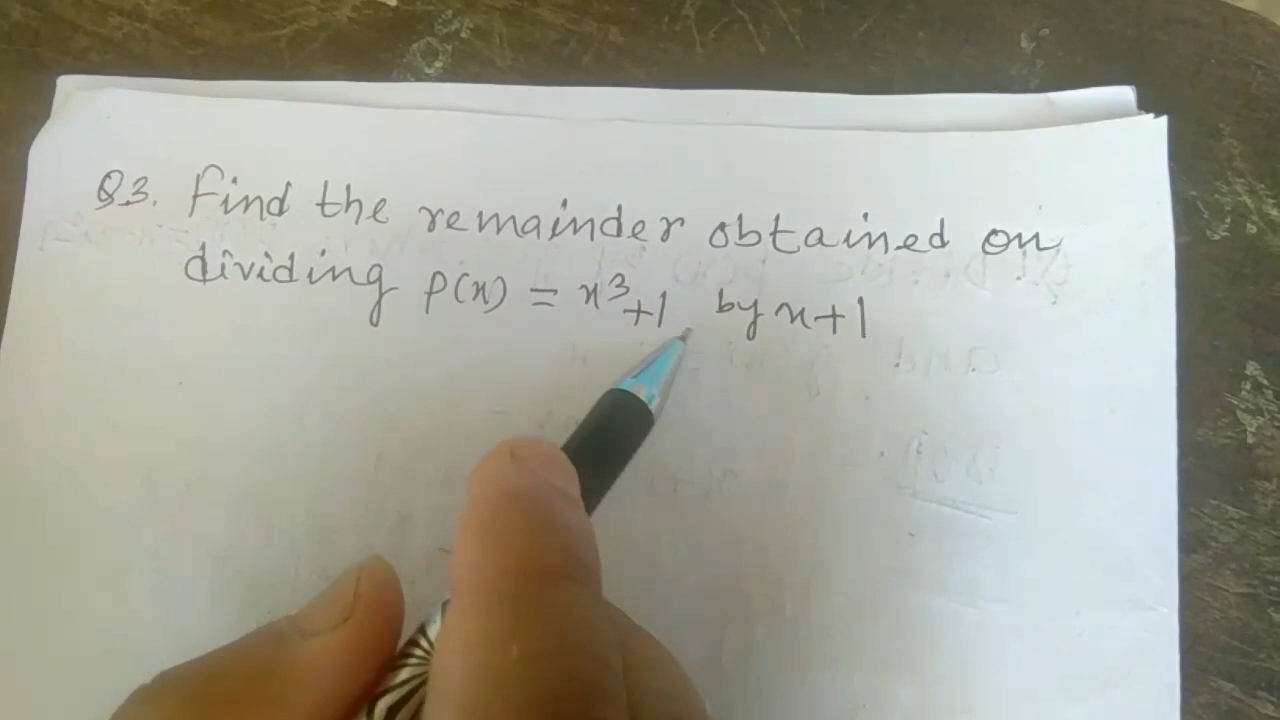 Q3. Find the remainder obtained on
dividing p(x) = x³+1 by x+1